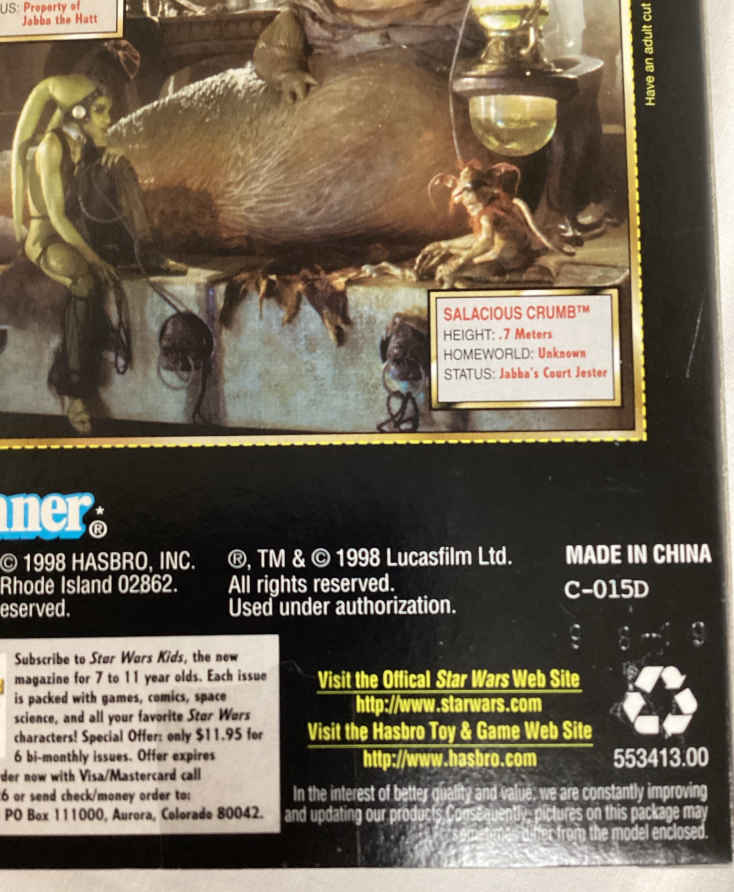 US: Property of
Jabba the Hutt
Have an adult cut
SALACIOUS CRUMB™
HEIGHT: .7 Meters
HOMEWORLD: Unknown
STATUS: Jabba's Court Jester
nner®
© 1998 HASBRO, INC.
Rhode Island 02862.
eserved.
®, TM & © 1998 Lucasfilm Ltd.
All rights reserved.
Used under authorization.
MADE IN CHINA
C-015D
Subscribe to Star Wars Kids, the new
magazine for 7 to 11 year olds. Each issue
is packed with games, comics, space
science, and all your favorite Star Wars
characters! Special Offer: only $11.95 for
6 bi-monthly issues. Offer expires
der now with Visa/Mastercard call
6 or send check/money order to:
PO Box 111000, Aurora, Colorado 80042.
Visit the Offical Star Wars Web Site
http://www.starwars.com
Visit the Hasbro Toy & Game Web Site
http://www.hasbro.com
553413.00
In the interest of better quality and value, we are constantly improving
and updating our products. Consequently, pictures on this package may
sometimes differ from the model enclosed.